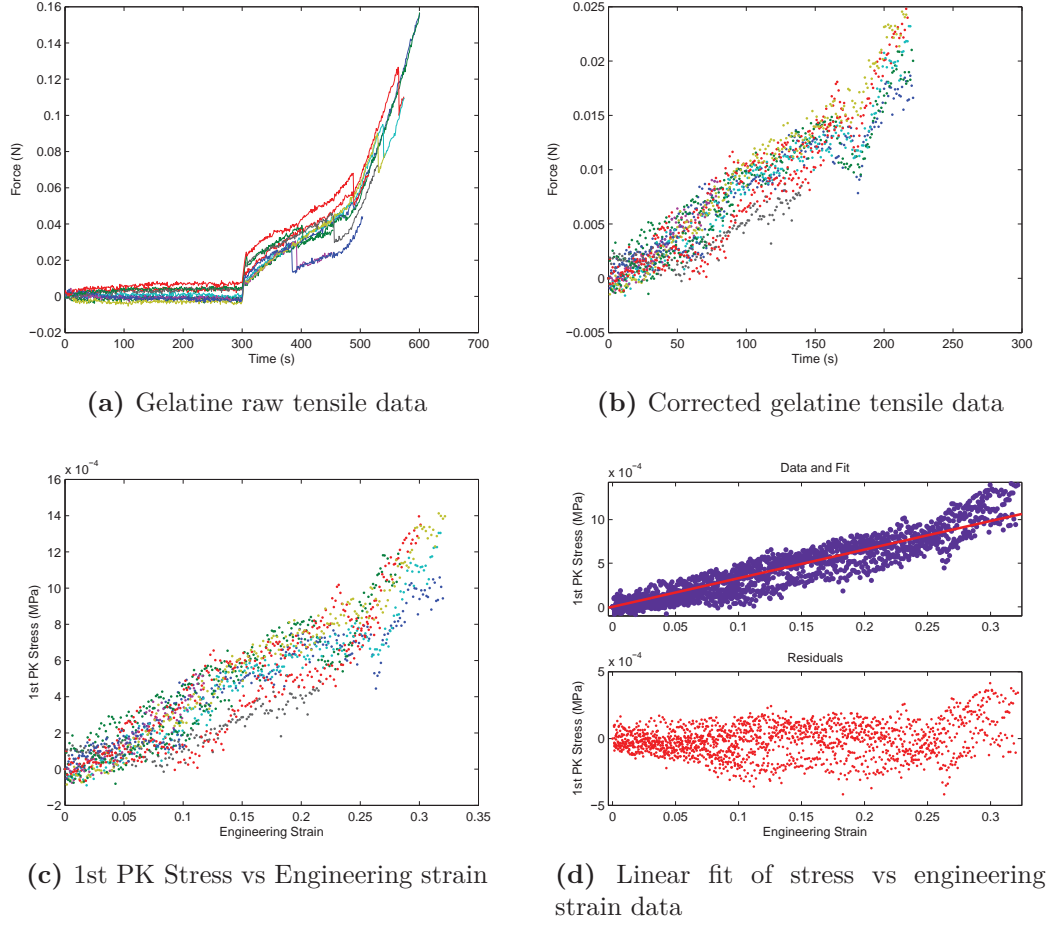 0.16
0.14
0.12
0.1
0.08
0.06
0.04
0.02
0
−0.02
Force (N)
0 100 200 300 400 500 600 700
Time (s)
(a) Gelatine raw tensile data
0.025
0.02
0.015
0.01
0.005
0
−0.005
Force (N)
0 50 100 150 200 250 300
Time (s)
(b) Corrected gelatine tensile data
x 10⁻⁴
16
14
12
10
8
6
4
2
0
−2
1st PK Stress (MPa)
0 0.05 0.1 0.15 0.2 0.25 0.3 0.35
Engineering Strain
(c) 1st PK Stress vs Engineering strain
x 10⁻⁴
Data and Fit
10
5
0
1st PK Stress (MPa)
0 0.05 0.1 0.15 0.2 0.25 0.3
x 10⁻⁴
Residuals
5
0
−5
1st PK Stress (MPa)
0 0.05 0.1 0.15 0.2 0.25 0.3
Engineering Strain
(d) Linear fit of stress vs engineering
strain data